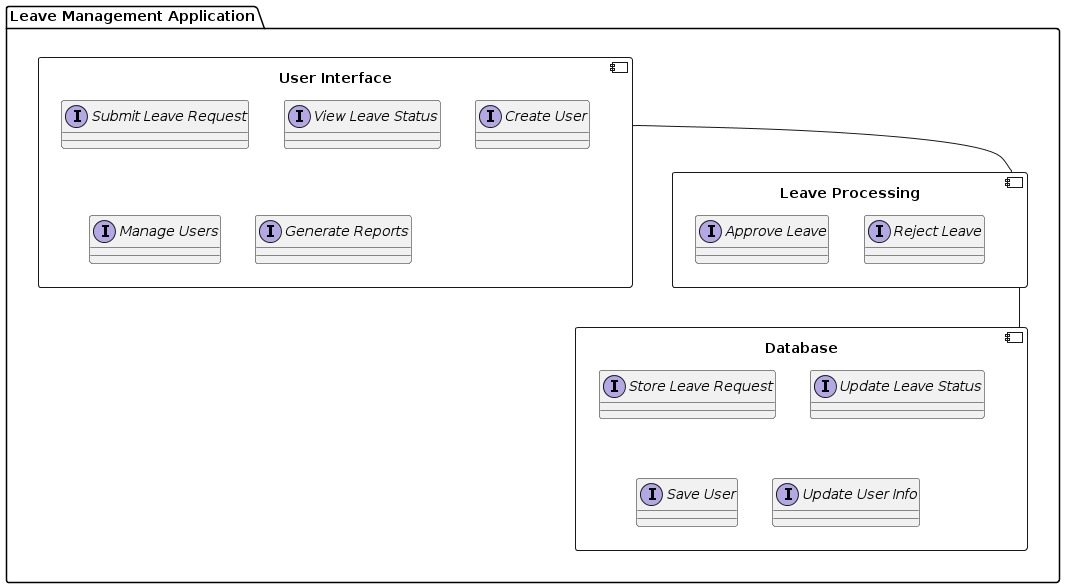 Leave Management Application
User Interface
I Submit Leave Request
I View Leave Status
I Create User
I Manage Users
I Generate Reports
Leave Processing
I Approve Leave
I Reject Leave
Database
I Store Leave Request
I Update Leave Status
I Save User
I Update User Info